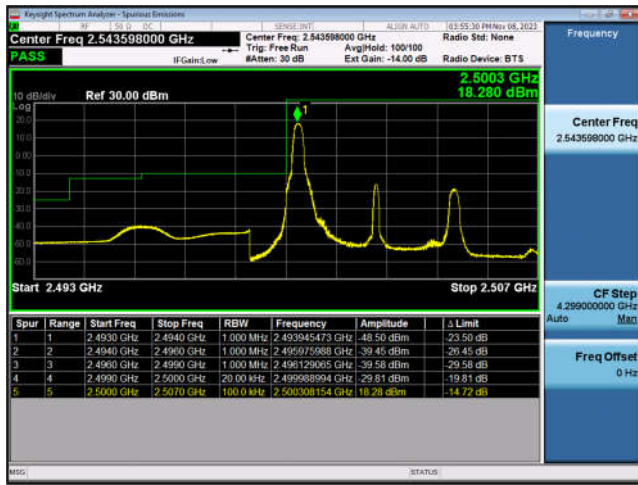 Keysight Spectrum Analyzer - Spurious Emissions
RF 50 Ω DC SENSE:INT ALIGN AUTO 03:55:30 PM Nov 08, 2023
Center Freq 2.543598000 GHz
Center Freq: 2.543598000 GHz
Radio Std: None
Trig: Free Run Avg|Hold: 100/100
PASS
IFGain:Low
#Atten: 30 dB Ext Gain: -14.00 dB Radio Device: BTS
Frequency
2.5003 GHz
18.280 dBm
10 dB/div Ref 30.00 dBm
Log
20.0
10.0
0.00
-10.0
-20.0
-30.0
-40.0
-50.0
-60.0
1
Start 2.493 GHz Stop 2.507 GHz
Center Freq
2.543598000 GHz
CF Step
4.299000000 GHz
Auto Man
Freq Offset
0 Hz
Spur Range Start Freq Stop Freq RBW Frequency Amplitude Δ Limit
1 1 2.4930 GHz 2.4940 GHz 1.000 MHz 2.493945473 GHz -48.50 dBm -23.50 dB
2 2 2.4940 GHz 2.4960 GHz 1.000 MHz 2.495975988 GHz -39.45 dBm -26.45 dB
3 3 2.4960 GHz 2.4990 GHz 1.000 MHz 2.496129065 GHz -39.58 dBm -29.58 dB
4 4 2.4990 GHz 2.5000 GHz 20.00 kHz 2.499988994 GHz -29.81 dBm -19.81 dB
5 5 2.5000 GHz 2.5070 GHz 100.0 kHz 2.500308154 GHz 18.28 dBm -14.72 dB
MSG STATUS